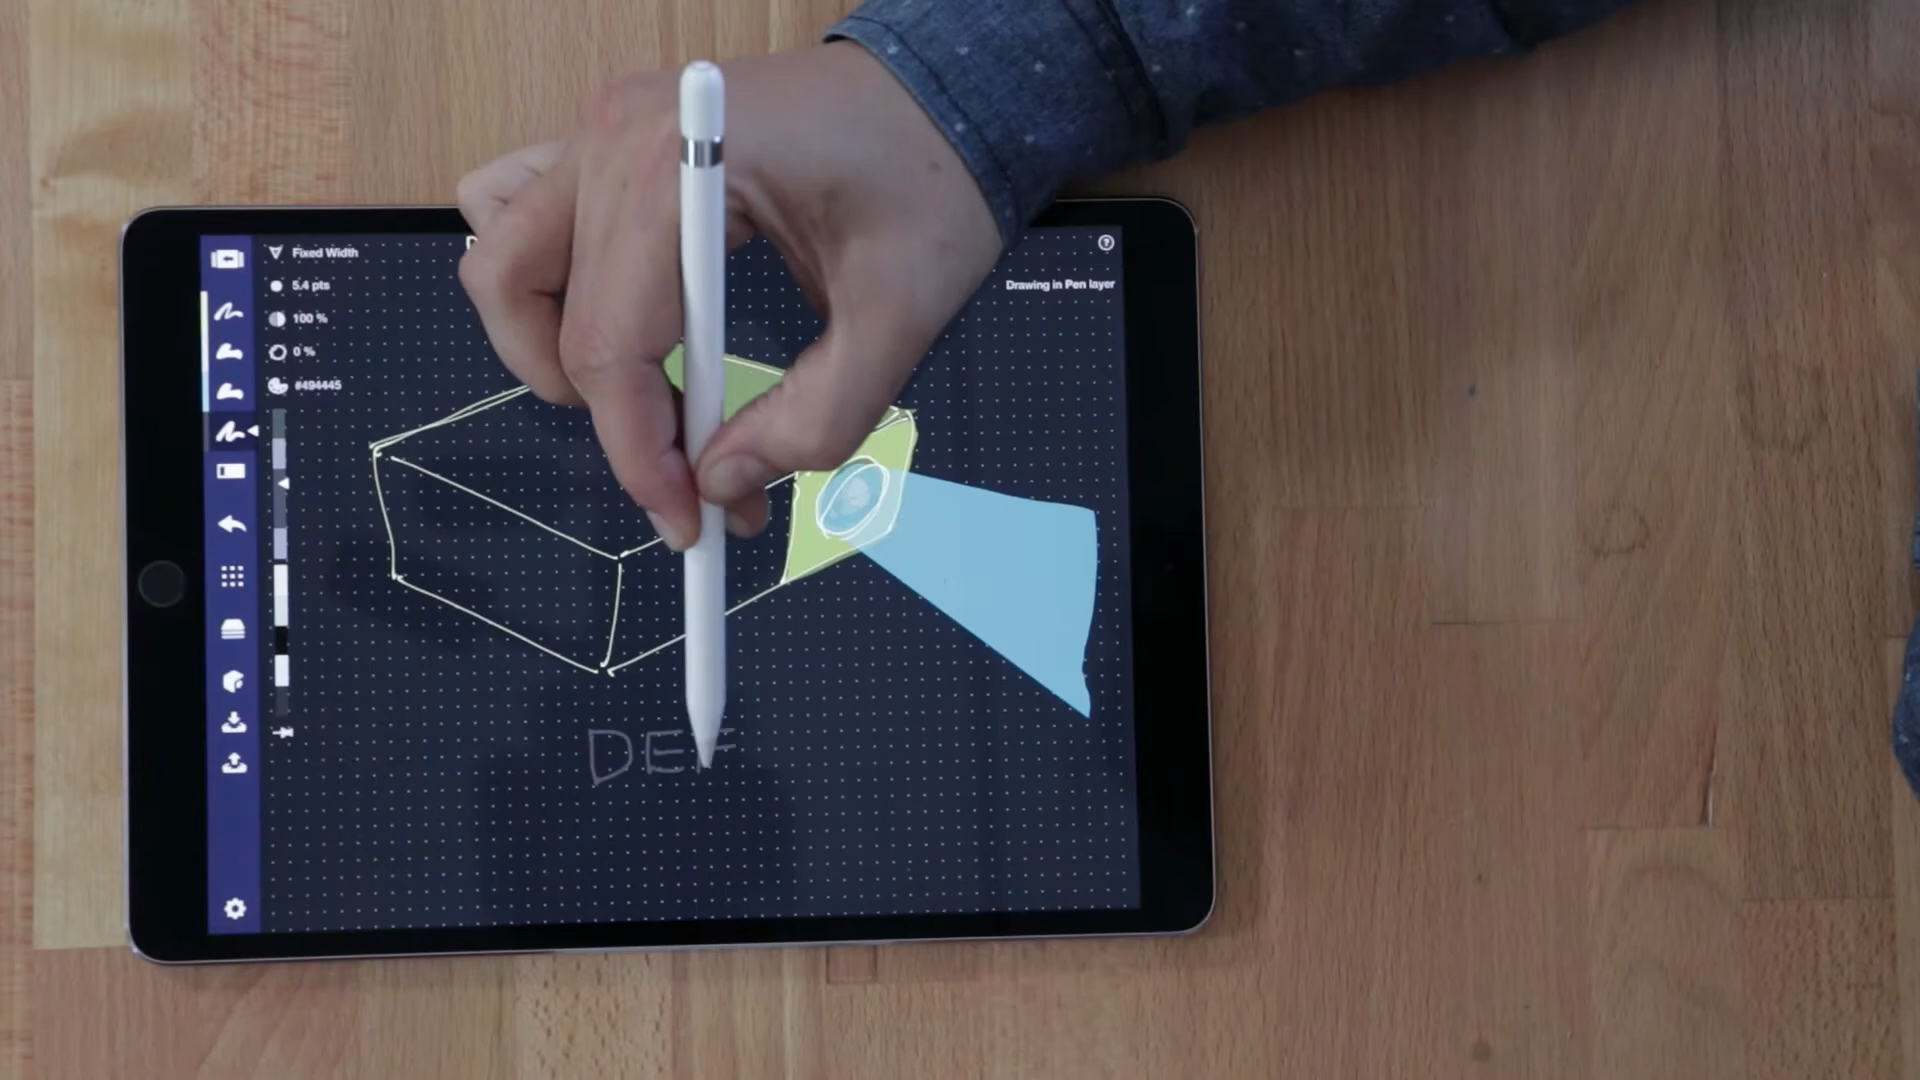 Fixed Width
5.4 pts
100 %
0 %
#494445
Drawing in Pen layer
DEF